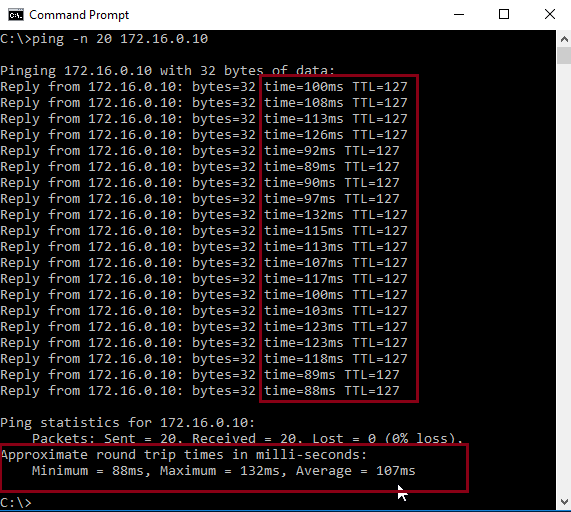 Command Prompt
C:\>ping -n 20 172.16.0.10
Pinging 172.16.0.10 with 32 bytes of data:
Reply from 172.16.0.10: bytes=32 time=100ms TTL=127
Reply from 172.16.0.10: bytes=32 time=108ms TTL=127
Reply from 172.16.0.10: bytes=32 time=113ms TTL=127
Reply from 172.16.0.10: bytes=32 time=126ms TTL=127
Reply from 172.16.0.10: bytes=32 time=92ms TTL=127
Reply from 172.16.0.10: bytes=32 time=89ms TTL=127
Reply from 172.16.0.10: bytes=32 time=90ms TTL=127
Reply from 172.16.0.10: bytes=32 time=97ms TTL=127
Reply from 172.16.0.10: bytes=32 time=132ms TTL=127
Reply from 172.16.0.10: bytes=32 time=115ms TTL=127
Reply from 172.16.0.10: bytes=32 time=113ms TTL=127
Reply from 172.16.0.10: bytes=32 time=107ms TTL=127
Reply from 172.16.0.10: bytes=32 time=117ms TTL=127
Reply from 172.16.0.10: bytes=32 time=100ms TTL=127
Reply from 172.16.0.10: bytes=32 time=103ms TTL=127
Reply from 172.16.0.10: bytes=32 time=123ms TTL=127
Reply from 172.16.0.10: bytes=32 time=123ms TTL=127
Reply from 172.16.0.10: bytes=32 time=118ms TTL=127
Reply from 172.16.0.10: bytes=32 time=89ms TTL=127
Reply from 172.16.0.10: bytes=32 time=88ms TTL=127
Ping statistics for 172.16.0.10:
Packets: Sent = 20, Received = 20, Lost = 0 (0% loss),
Approximate round trip times in milli-seconds:
Minimum = 88ms, Maximum = 132ms, Average = 107ms
C:\>